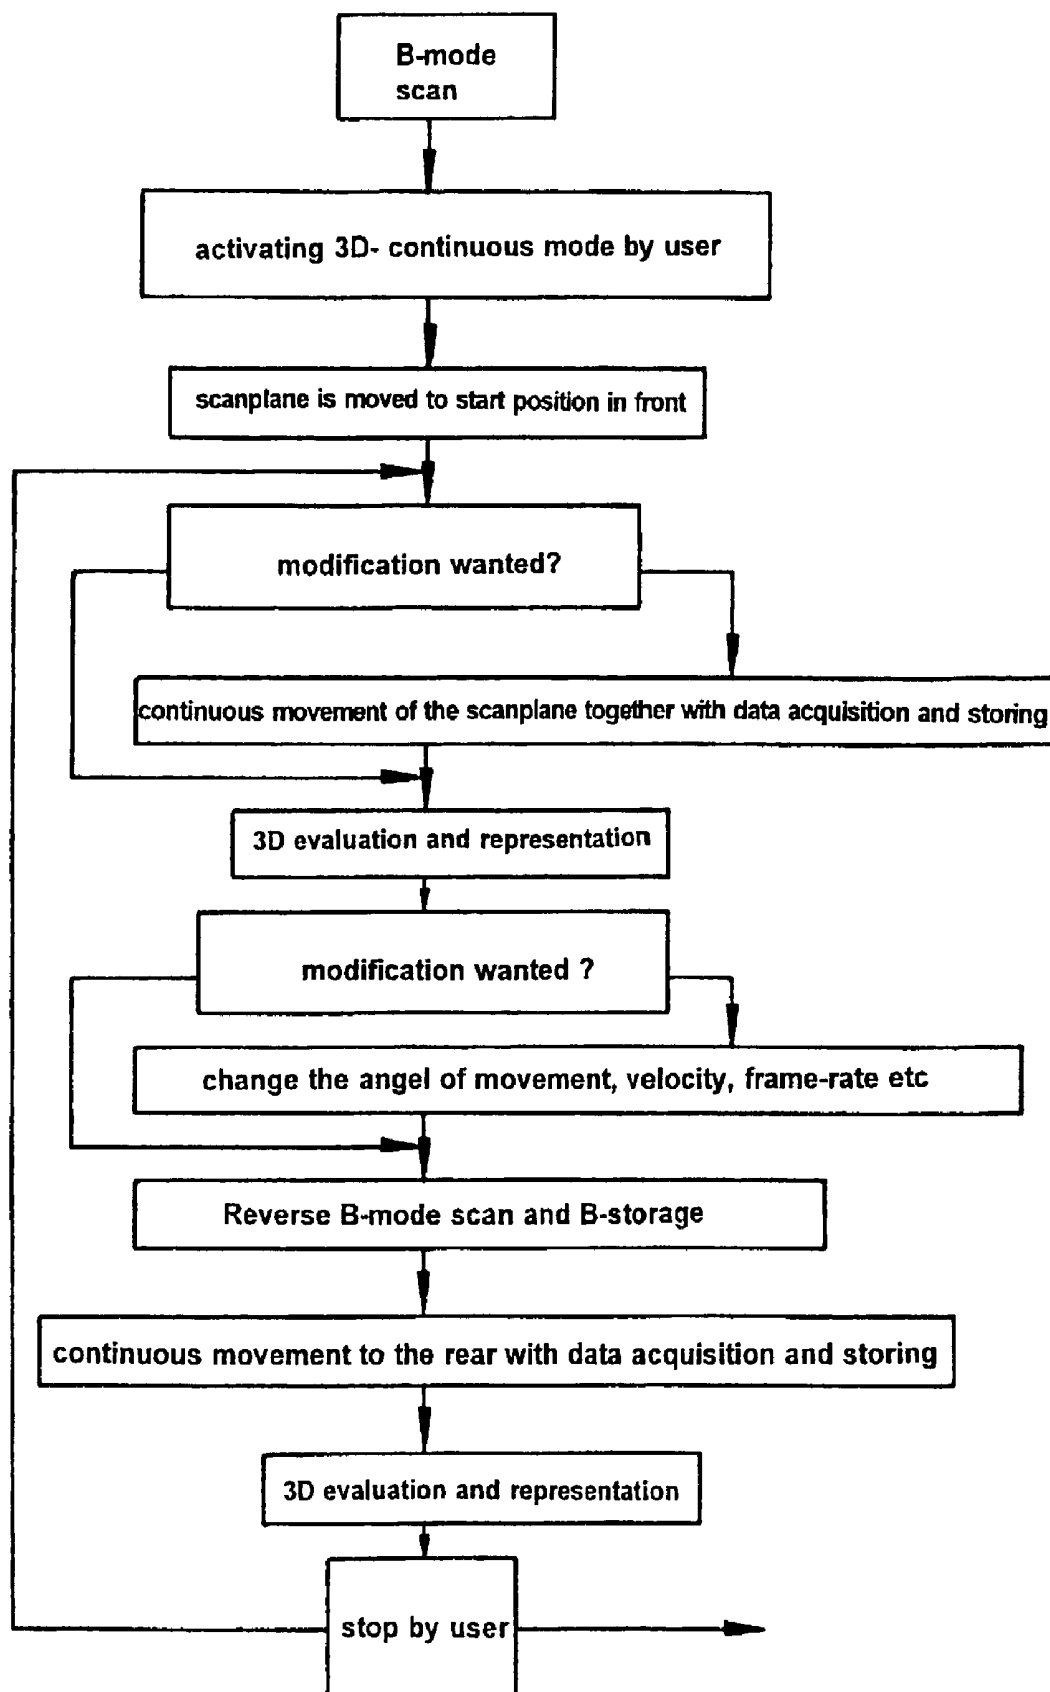 B-mode
scan
activating 3D- continuous mode by user
scanplane is moved to start position in front
modification wanted?
continuous movement of the scanplane together with data acquisition and storing
3D evaluation and representation
modification wanted ?
change the angel of movement, velocity, frame-rate etc
Reverse B-mode scan and B-storage
continuous movement to the rear with data acquisition and storing
3D evaluation and representation
stop by user